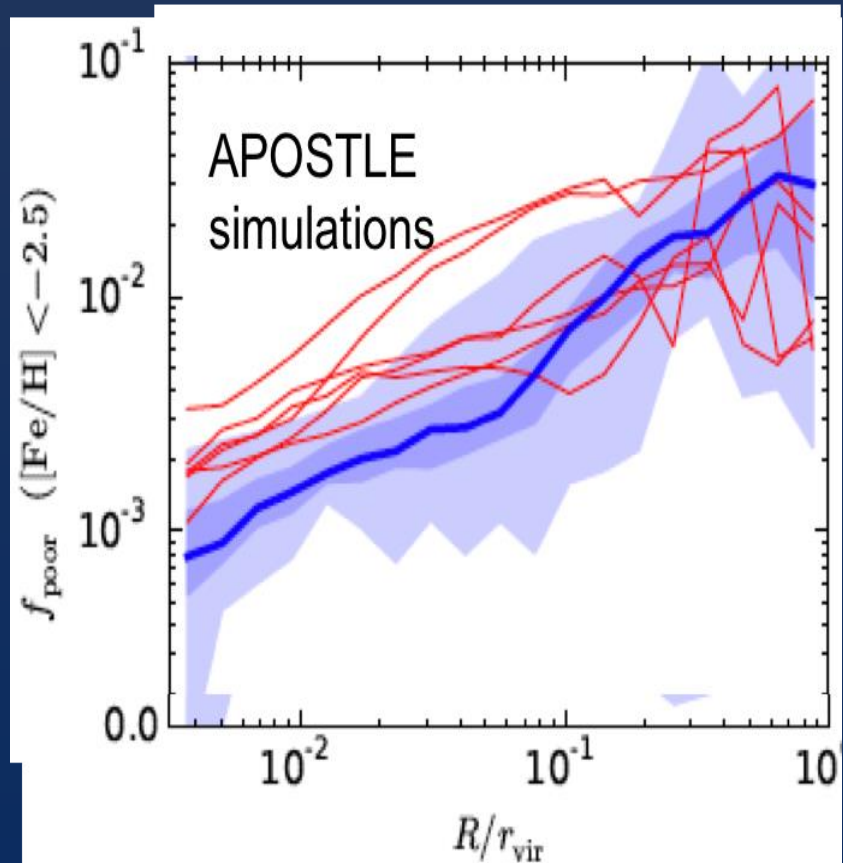 10⁻¹
APOSTLE
simulations
10⁻²
10⁻³
0.0
f_poor ([Fe/H] <−2.5)
10⁻² 10⁻¹ 10
R/r_vir